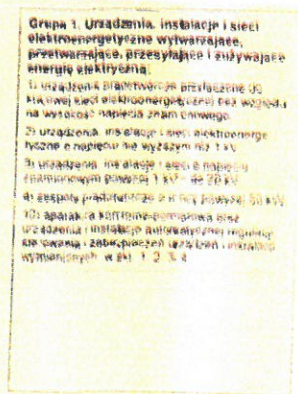 Grupa 1. Urządzenia, instalacje i sieci
elektroenergetyczne wytwarzające,
przetwarzające, przesyłające i zużywające
energię elektryczną.
1) urządzenia prądotwórcze przyłączone do
krajowej sieci elektroenergetycznej bez względu
na wysokość napięcia znamionowego
2) urządzenia, instalacje i sieci elektroenerge
tyczne o napięciu nie wyższym niż 1 kV
3) urządzenia, instalacje i sieci o napięciu
znamionowym powyżej 1 kV
4) zespoły prądotwórcze o mocy powyżej 50 kW
10) aparatura kontrolno-pomiarowa oraz
urządzenia i instalacje automatycznej regulacji
sterowania i zabezpieczeń urządzeń i instalacji
wymienionych w pkt. 1, 2, 3, 4